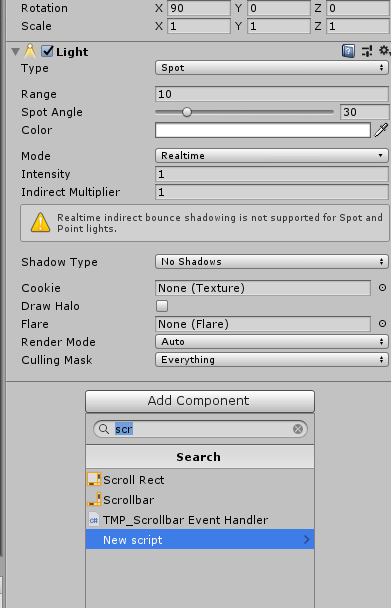 Rotation X 90 Y 0 Z 0
Scale X 1 Y 1 Z 1
Light
Type Spot
Range 10
Spot Angle 30
Color
Mode Realtime
Intensity 1
Indirect Multiplier 1
Realtime indirect bounce shadowing is not supported for Spot and
Point lights.
Shadow Type No Shadows
Cookie None (Texture)
Draw Halo
Flare None (Flare)
Render Mode Auto
Culling Mask Everything
Add Component
scr
Search
Scroll Rect
Scrollbar
C# TMP_Scrollbar Event Handler
New script